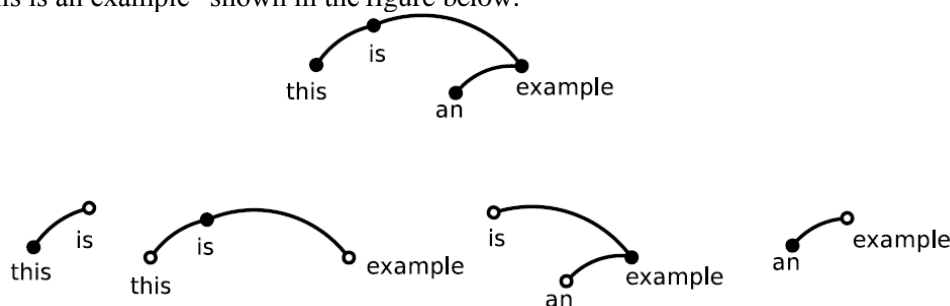 is is an example" shown in the figure below:
is
this
example
an
is
this
is
this
example
is
an
example
an
example